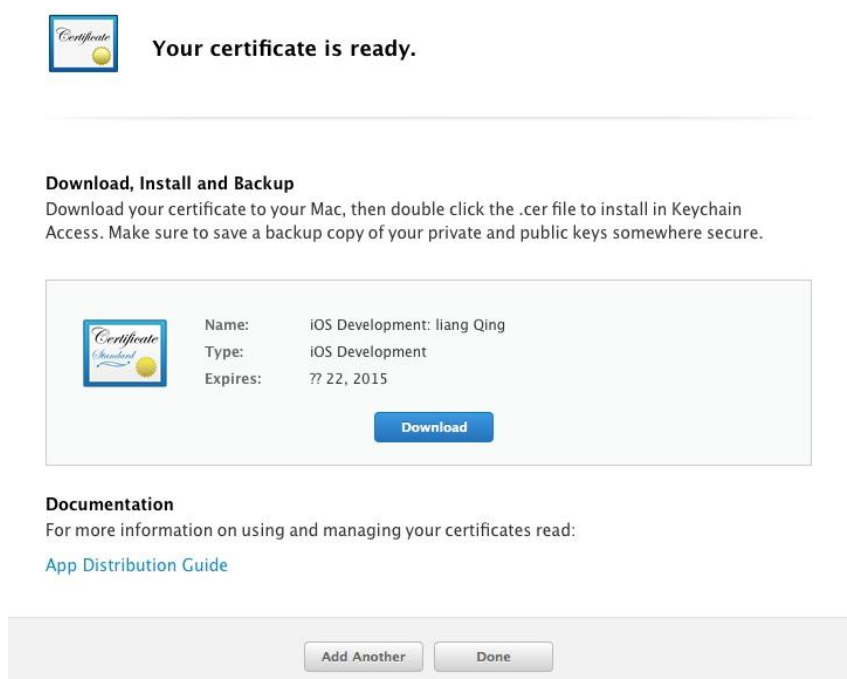 Certificate
Your certificate is ready.
Download, Install and Backup
Download your certificate to your Mac, then double click the .cer file to install in Keychain
Access. Make sure to save a backup copy of your private and public keys somewhere secure.
Certificate
Standard
Name: iOS Development: liang Qing
Type: iOS Development
Expires: ?? 22, 2015
Download
Documentation
For more information on using and managing your certificates read:
App Distribution Guide
Add Another Done